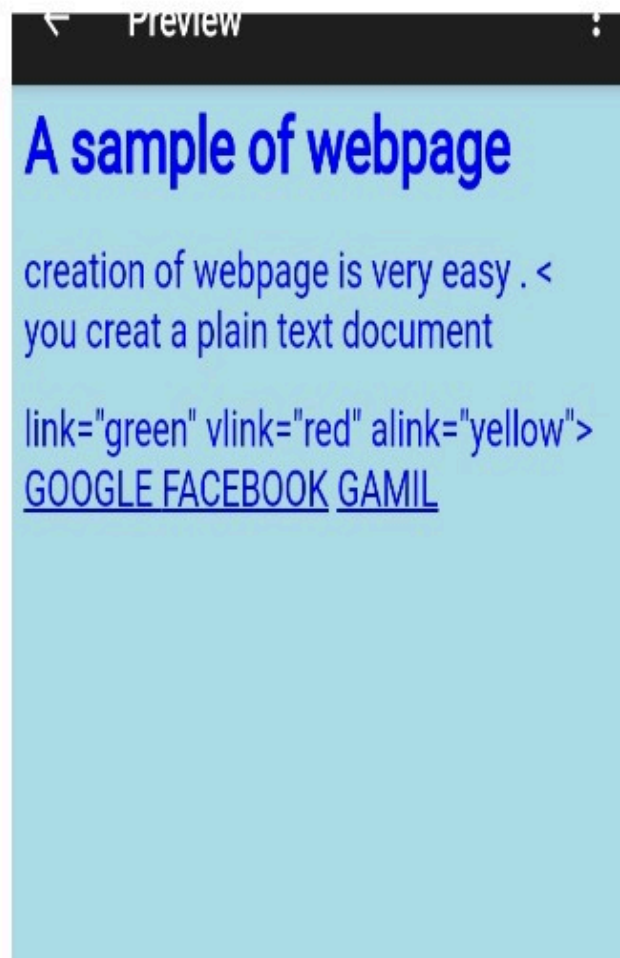 Preview
A sample of webpage
creation of webpage is very easy . <
you creat a plain text document
link="green" vlink="red" alink="yellow">
GOOGLE FACEBOOK GAMIL